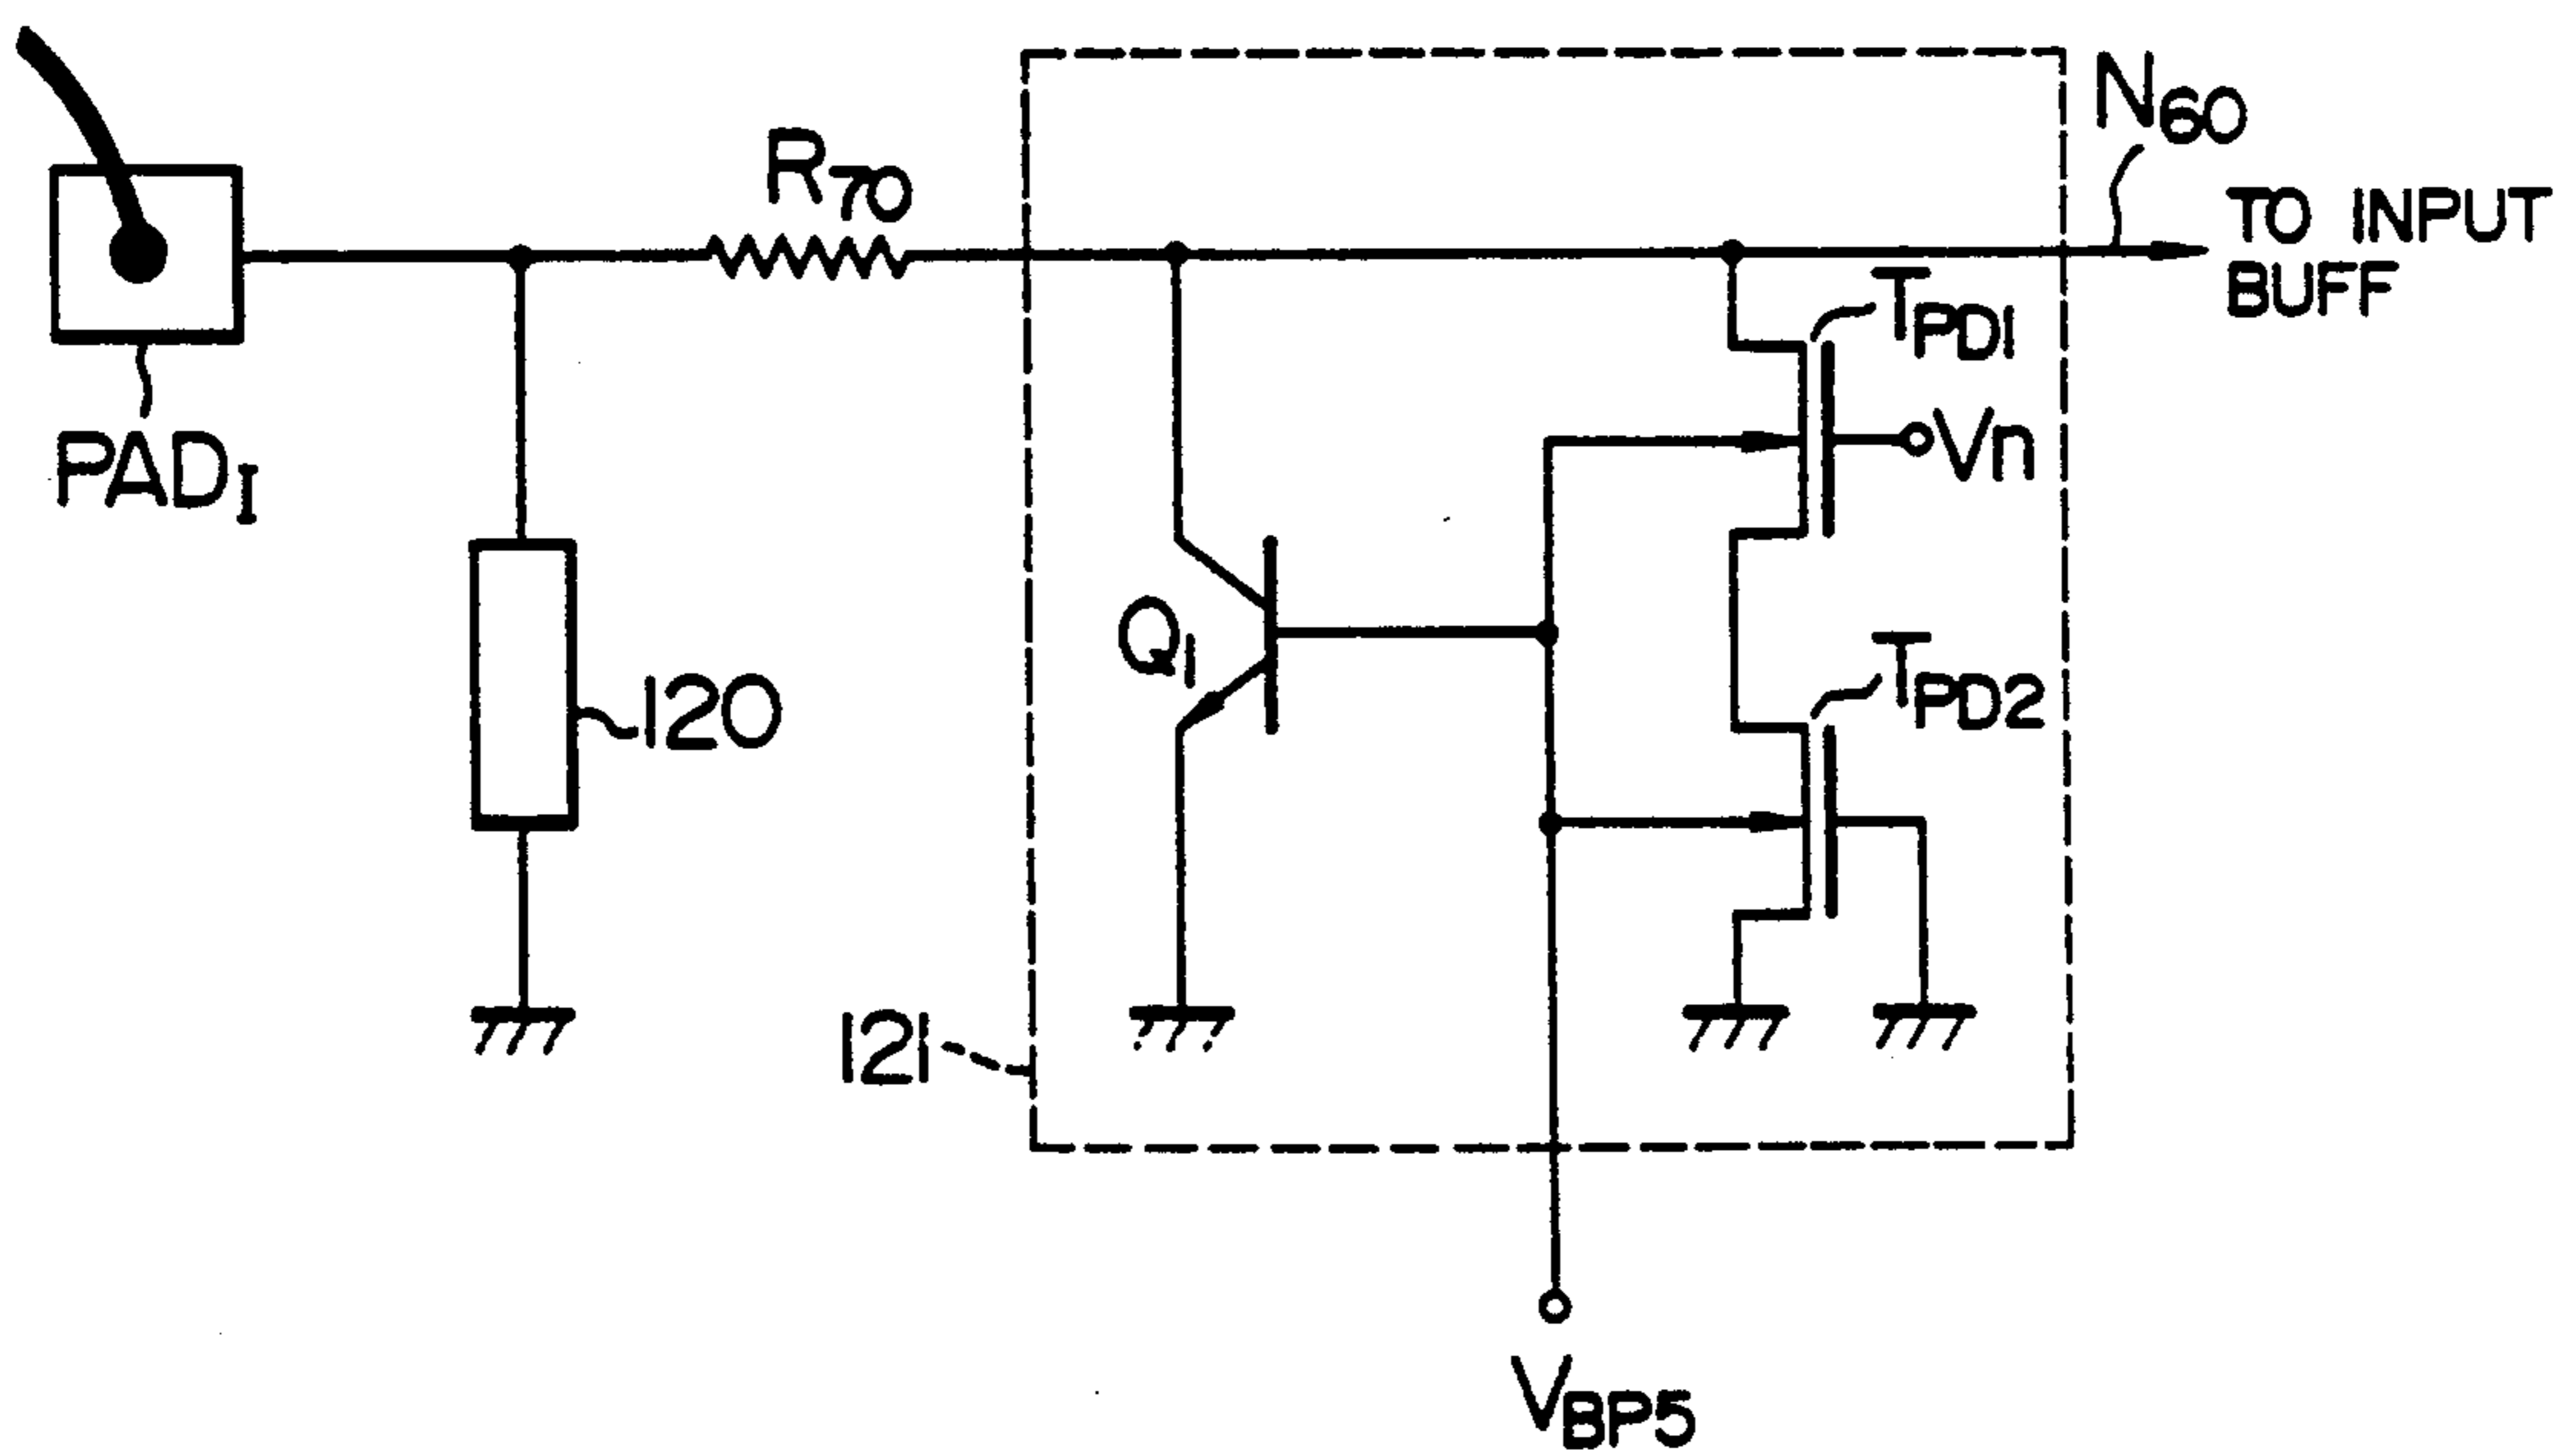 N60
R70
TO INPUT
BUFF
TPD1
Vn
PADI
Q1
TPD2
120
121
VBP5